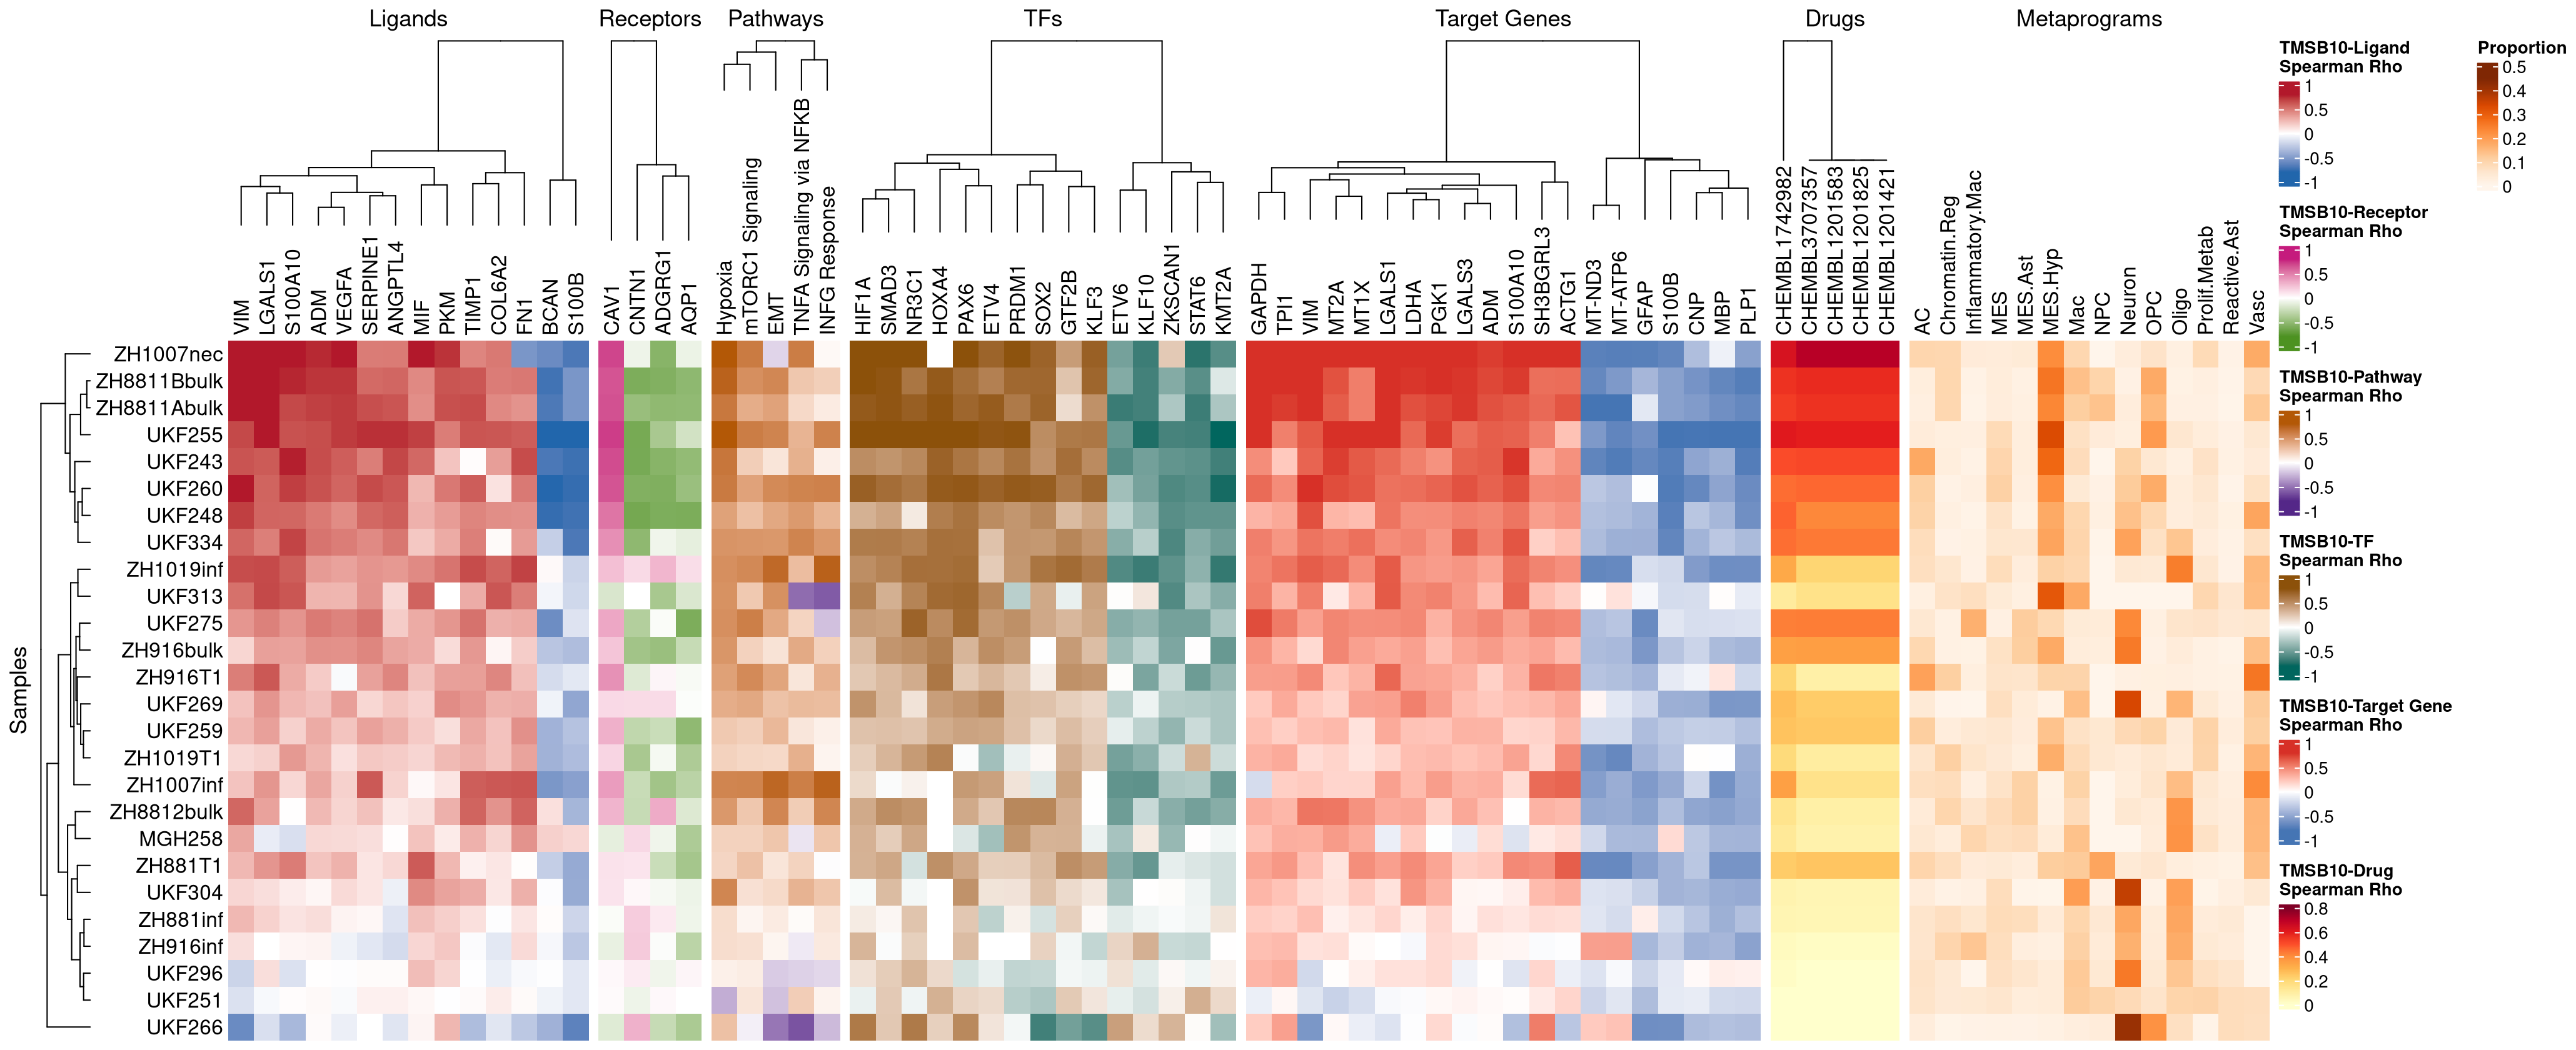 Ligands
Receptors
Pathways
TFs
Target Genes
Drugs
Metaprograms
VIM
LGALS1
S100A10
ADM
VEGFA
SERPINE1
ANGPTL4
MIF
PKM
TIMP1
COL6A2
FN1
BCAN
S100B
CAV1
CNTN1
ADGRG1
AQP1
Hypoxia
mTORC1 Signaling
EMT
TNFA Signaling via NFKB
INFG Response
HIF1A
SMAD3
NR3C1
HOXA4
PAX6
ETV4
PRDM1
SOX2
GTF2B
KLF3
ETV6
KLF10
ZKSCAN1
STAT6
KMT2A
GAPDH
TPI1
VIM
MT2A
MT1X
LGALS1
LDHA
PGK1
LGALS3
ADM
S100A10
SH3BGRL3
ACTG1
MT-ND3
MT-ATP6
GFAP
S100B
CNP
MBP
PLP1
CHEMBL1742982
CHEMBL3707357
CHEMBL1201583
CHEMBL1201825
CHEMBL1201421
AC
Chromatin.Reg
Inflammatory.Mac
MES
MES.Ast
MES.Hyp
Mac
NPC
Neuron
OPC
Oligo
Prolif.Metab
Reactive.Ast
Vasc
Samples
ZH1007nec
ZH8811Bbulk
ZH8811Abulk
UKF255
UKF243
UKF260
UKF248
UKF334
ZH1019inf
UKF313
UKF275
ZH916bulk
ZH916T1
UKF269
UKF259
ZH1019T1
ZH1007inf
ZH8812bulk
MGH258
ZH881T1
UKF304
ZH881inf
ZH916inf
UKF296
UKF251
UKF266
TMSB10-Ligand
Spearman Rho
1
0.5
0
-0.5
-1
TMSB10-Receptor
Spearman Rho
1
0.5
0
-0.5
-1
TMSB10-Pathway
Spearman Rho
1
0.5
0
-0.5
-1
TMSB10-TF
Spearman Rho
1
0.5
0
-0.5
-1
TMSB10-Target Gene
Spearman Rho
1
0.5
0
-0.5
-1
TMSB10-Drug
Spearman Rho
0.8
0.6
0.4
0.2
0
Proportion
0.5
0.4
0.3
0.2
0.1
0